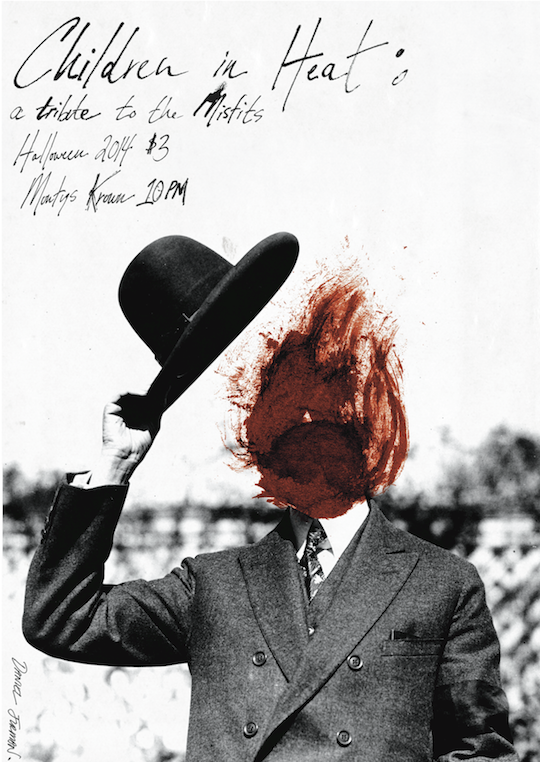 Children in Heat:
a tribute to the Misfits
Halloween 2014 $3
Montys Krown 10PM